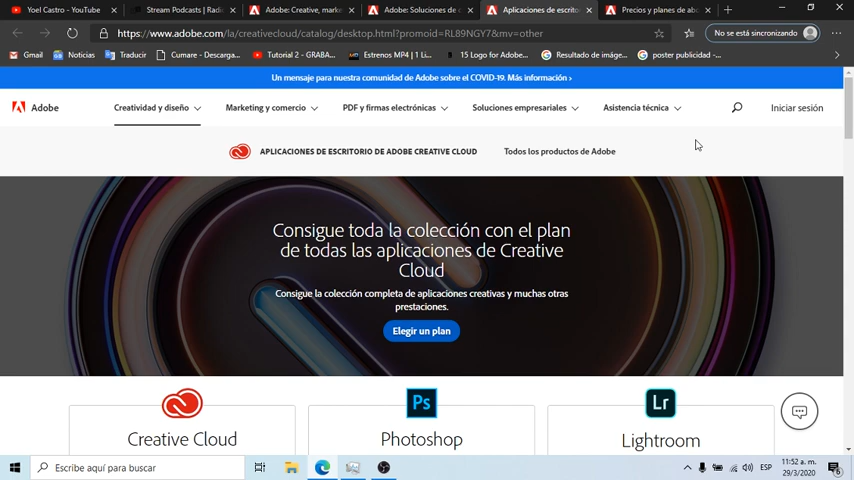 Yoel Castro - YouTube
Stream Podcasts | Radi
Adobe: Creative, market
Adobe: Soluciones de c
Aplicaciones de escrito
Precios y planes de abo
https://www.adobe.com/la/creativecloud/catalog/desktop.html?promoid=RL89NGY7&mv=other
No se está sincronizando
Gmail
Noticias
Traducir
Cumare - Descarga...
Tutorial 2 - GRABA...
Estrenos MP4 | 1 Li...
15 Logo for Adobe...
Resultado de imáge...
poster publicidad -...
Un mensaje para nuestra comunidad de Adobe sobre el COVID-19. Más información ›
Adobe
Creatividad y diseño
Marketing y comercio
PDF y firmas electrónicas
Soluciones empresariales
Asistencia técnica
Iniciar sesión
APLICACIONES DE ESCRITORIO DE ADOBE CREATIVE CLOUD
Todos los productos de Adobe
Consigue toda la colección con el plan
de todas las aplicaciones de Creative
Cloud
Consigue la colección completa de aplicaciones creativas y muchas otras
prestaciones.
Elegir un plan
Ps
Lr
Creative Cloud
Photoshop
Lightroom
Escribe aquí para buscar
ESP
11:52 a. m.
29/3/2020